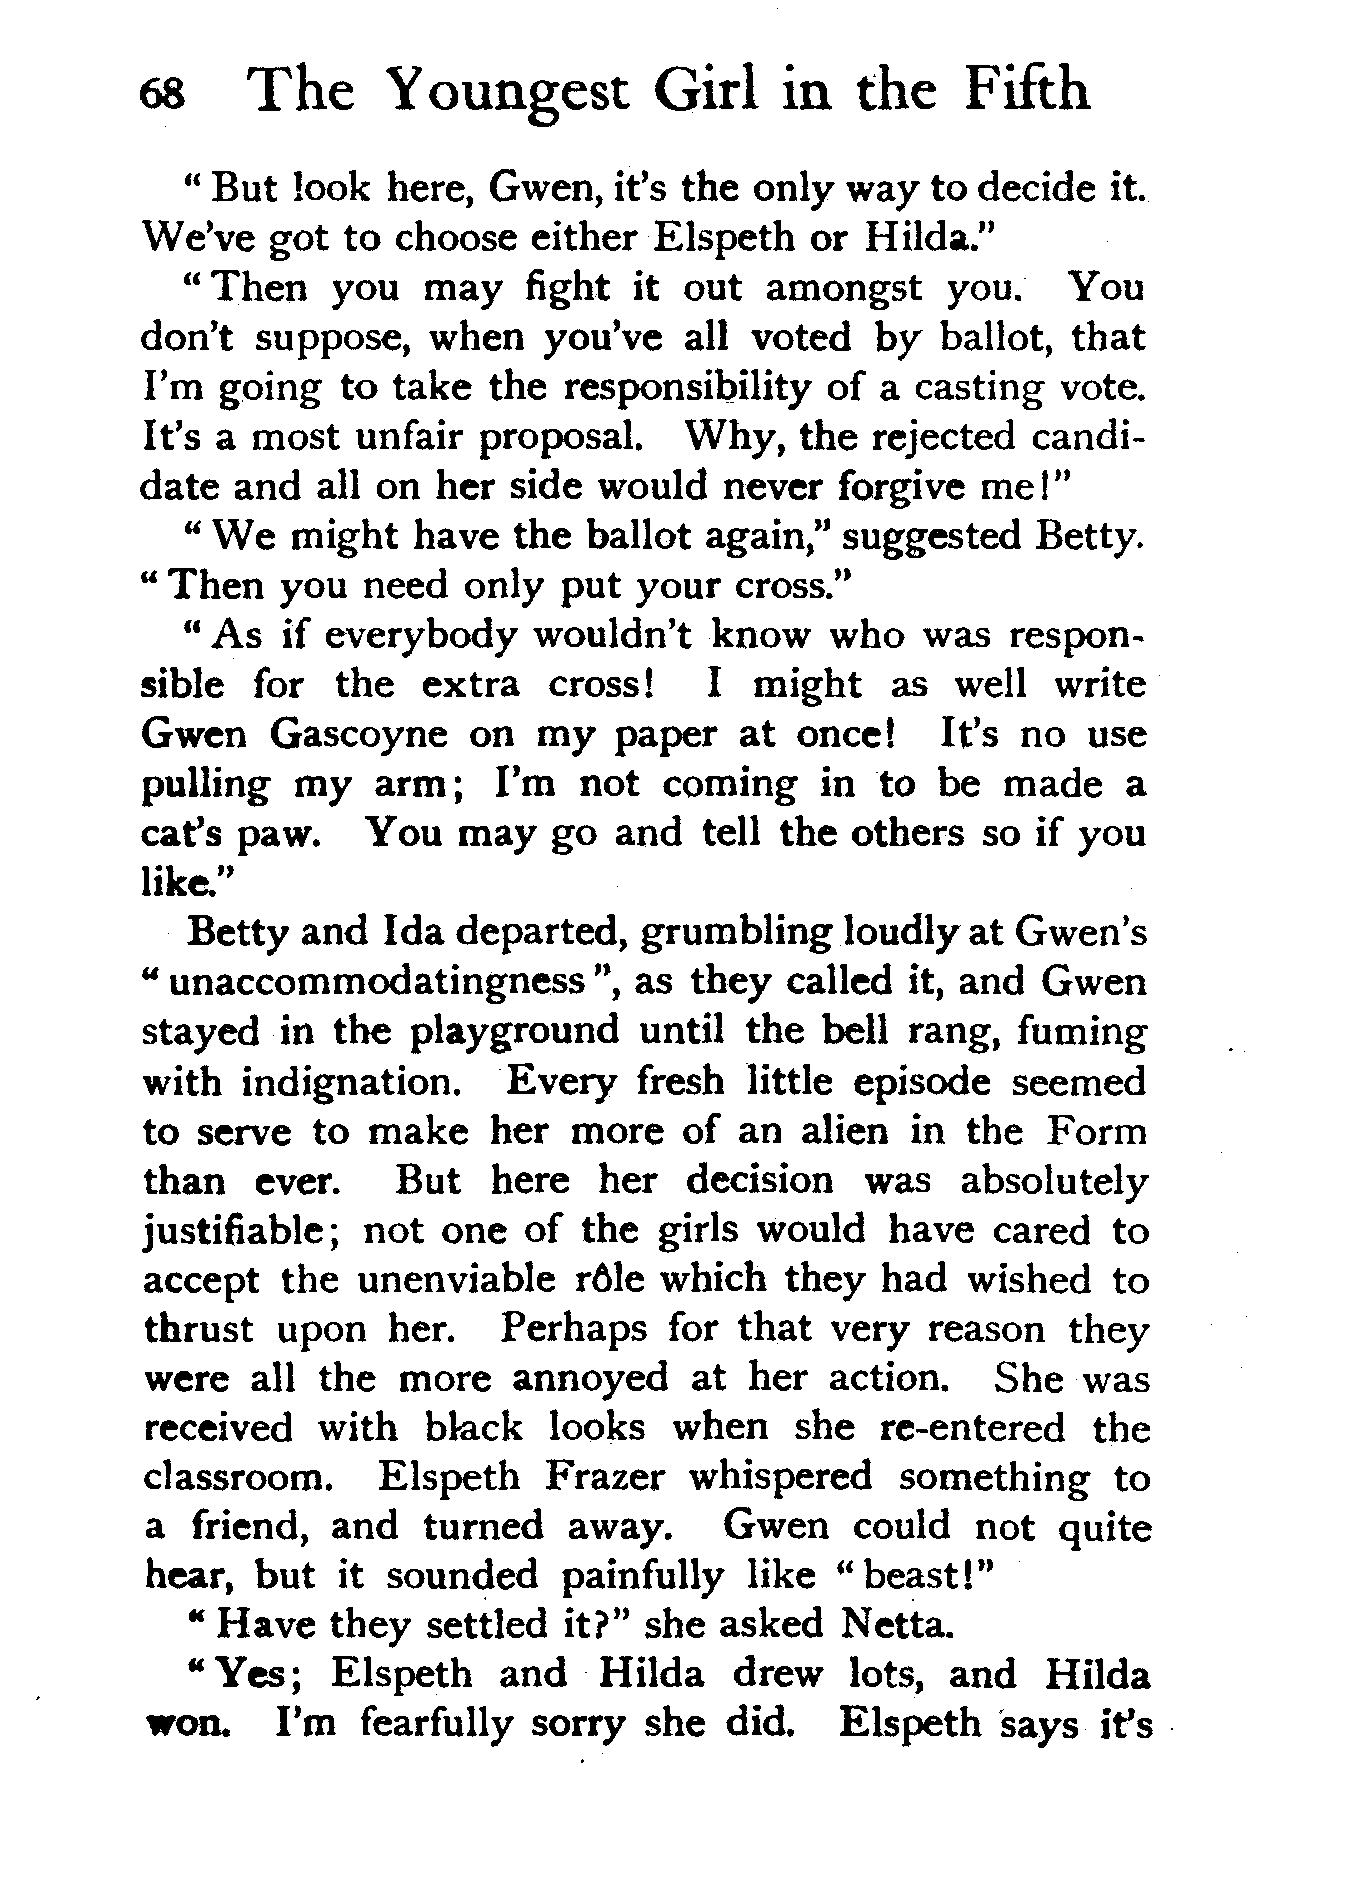 68 The Youngest Girl in the Fifth
“But look here, Gwen, it’s the only way to decide it.
We’ve got to choose either Elspeth or Hilda.”
“Then you may fight it out amongst you. You
don’t suppose, when you’ve all voted by ballot, that
I’m going to take the responsibility of a casting vote.
It’s a most unfair proposal. Why, the rejected candi-
date and all on her side would never forgive me!”
“We might have the ballot again,” suggested Betty.
“Then you need only put your cross.”
“As if everybody wouldn’t know who was respon-
sible for the extra cross! I might as well write
Gwen Gascoyne on my paper at once! It’s no use
pulling my arm; I’m not coming in to be made a
cat’s paw. You may go and tell the others so if you
like.”
Betty and Ida departed, grumbling loudly at Gwen’s
“unaccommodatingness”, as they called it, and Gwen
stayed in the playground until the bell rang, fuming
with indignation. Every fresh little episode seemed
to serve to make her more of an alien in the Form
than ever. But here her decision was absolutely
justifiable; not one of the girls would have cared to
accept the unenviable rôle which they had wished to
thrust upon her. Perhaps for that very reason they
were all the more annoyed at her action. She was
received with black looks when she re-entered the
classroom. Elspeth Frazer whispered something to
a friend, and turned away. Gwen could not quite
hear, but it sounded painfully like “beast!”
“Have they settled it?” she asked Netta.
“Yes; Elspeth and Hilda drew lots, and Hilda
won. I’m fearfully sorry she did. Elspeth says it’s